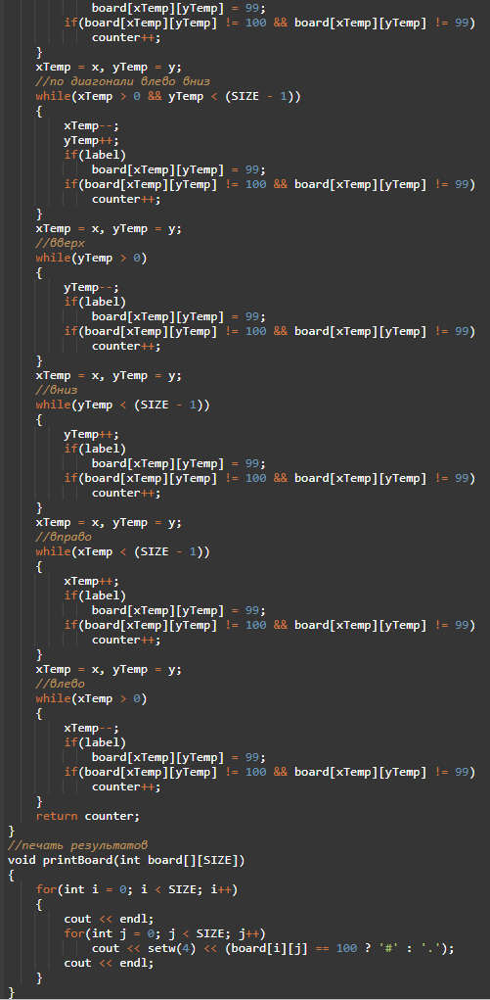 board[xTemp][yTemp] = 99;
        if(board[xTemp][yTemp] != 100 && board[xTemp][yTemp] != 99)
            counter++;
    }
    xTemp = x, yTemp = y;
    //по диагонали влево вниз
    while(xTemp > 0 && yTemp < (SIZE - 1))
    {
        xTemp--;
        yTemp++;
        if(label)
            board[xTemp][yTemp] = 99;
        if(board[xTemp][yTemp] != 100 && board[xTemp][yTemp] != 99)
            counter++;
    }
    xTemp = x, yTemp = y;
    //вверх
    while(yTemp > 0)
    {
        yTemp--;
        if(label)
            board[xTemp][yTemp] = 99;
        if(board[xTemp][yTemp] != 100 && board[xTemp][yTemp] != 99)
            counter++;
    }
    xTemp = x, yTemp = y;
    //вниз
    while(yTemp < (SIZE - 1))
    {
        yTemp++;
        if(label)
            board[xTemp][yTemp] = 99;
        if(board[xTemp][yTemp] != 100 && board[xTemp][yTemp] != 99)
            counter++;
    }
    xTemp = x, yTemp = y;
    //вправо
    while(xTemp < (SIZE - 1))
    {
        xTemp++;
        if(label)
            board[xTemp][yTemp] = 99;
        if(board[xTemp][yTemp] != 100 && board[xTemp][yTemp] != 99)
            counter++;
    }
    xTemp = x, yTemp = y;
    //влево
    while(xTemp > 0)
    {
        xTemp--;
        if(label)
            board[xTemp][yTemp] = 99;
        if(board[xTemp][yTemp] != 100 && board[xTemp][yTemp] != 99)
            counter++;
    }
    return counter;
}
//печать результатов
void printBoard(int board[][SIZE])
{
    for(int i = 0; i < SIZE; i++)
    {
        cout << endl;
        for(int j = 0; j < SIZE; j++)
            cout << setw(4) << (board[i][j] == 100 ? '#' : '.');
        cout << endl;
    }
}